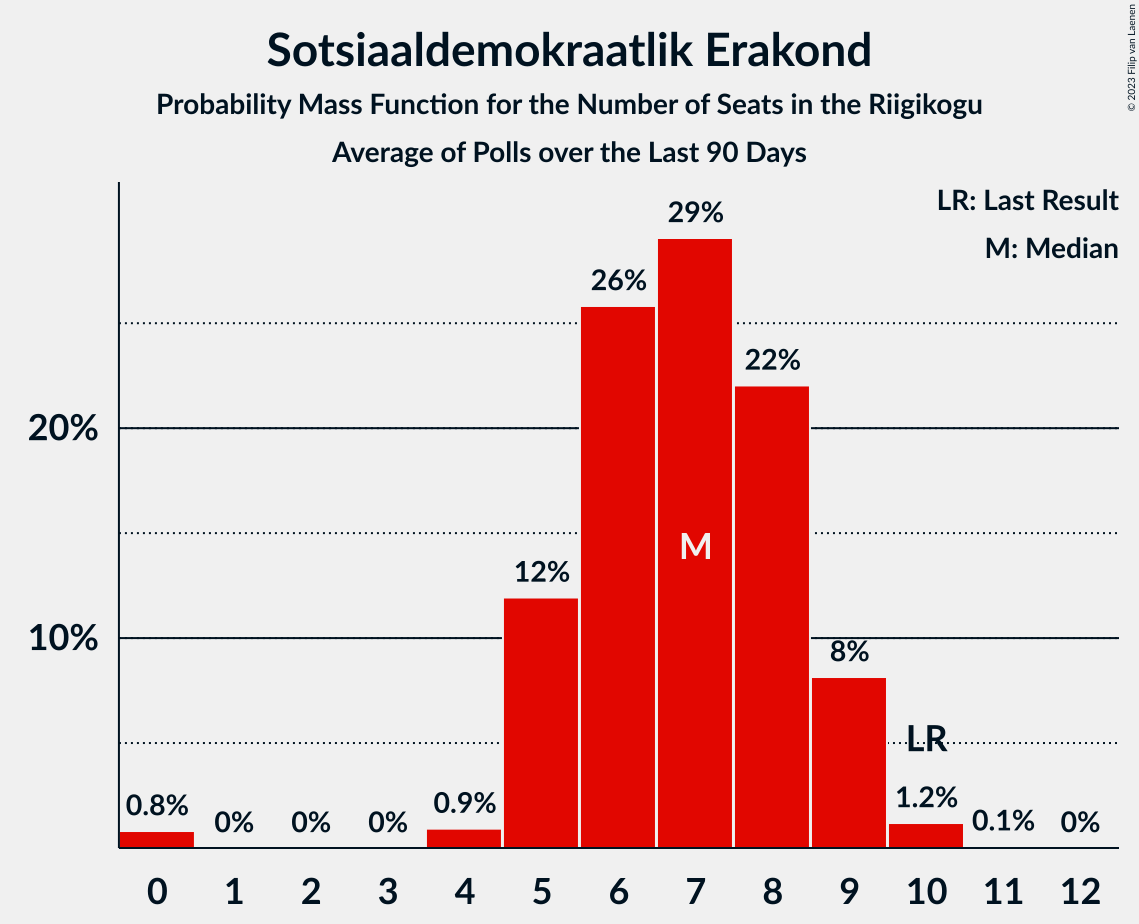 Sotsiaaldemokraatlik Erakond
Probability Mass Function for the Number of Seats in the Riigikogu
Average of Polls over the Last 90 Days
© 2023 Filip van Laenen
LR: Last Result
M: Median
29%
26%
22%
20%
M
12%
10%
8%
LR
0.8%
0%
0%
0%
0.9%
1.2%
0.1%
0%
0 1 2 3 4 5 6 7 8 9 10 11 12